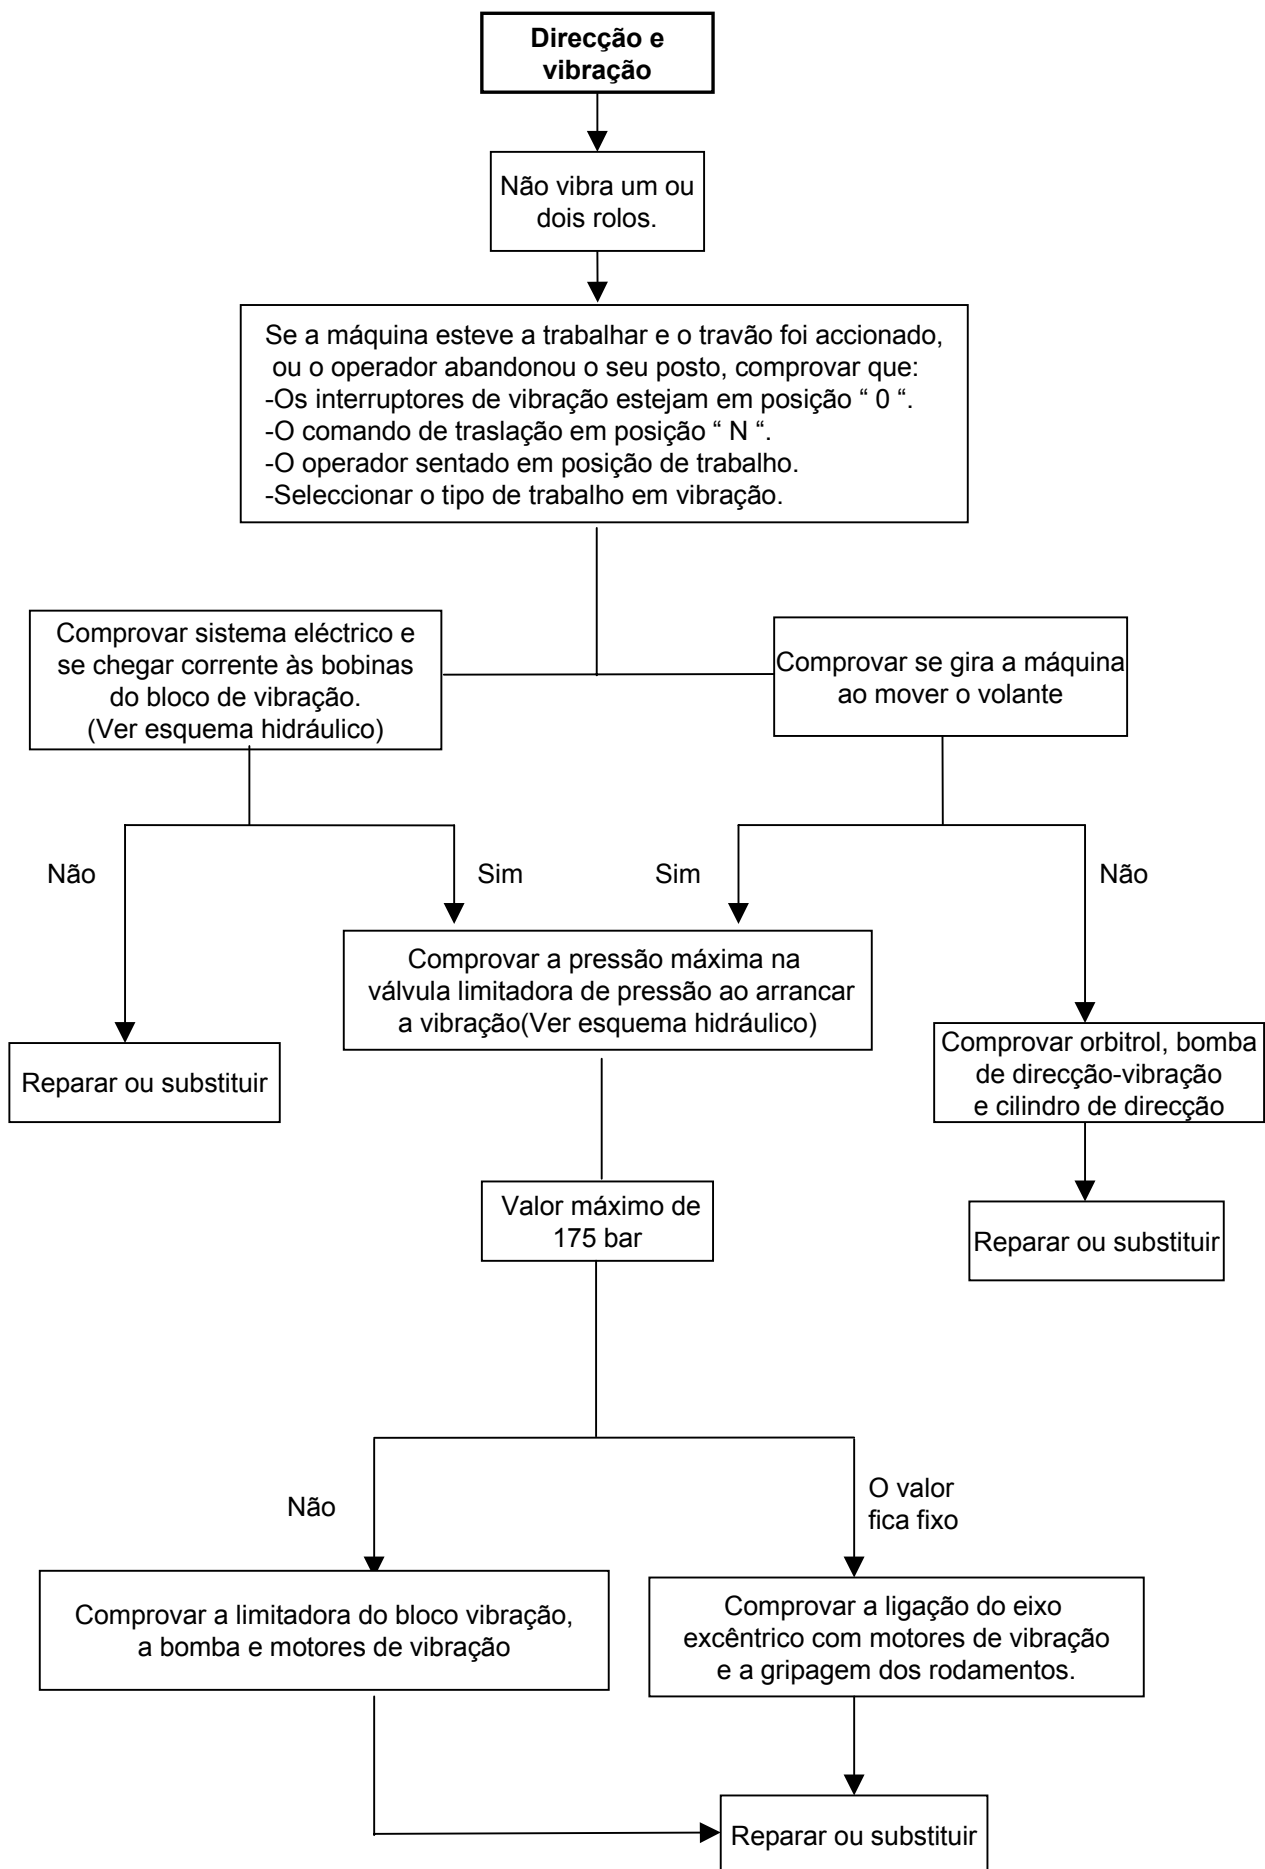 Direcção e
vibração
Não vibra um ou
dois rolos.
Se a máquina esteve a trabalhar e o travão foi accionado,
ou o operador abandonou o seu posto, comprovar que:
-Os interruptores de vibração estejam em posição “ 0 “.
-O comando de traslação em posição “ N “.
-O operador sentado em posição de trabalho.
-Seleccionar o tipo de trabalho em vibração.
Comprovar sistema eléctrico e
se chegar corrente às bobinas
do bloco de vibração.
(Ver esquema hidráulico)
Comprovar se gira a máquina
ao mover o volante
Não
Sim
Sim
Não
Comprovar a pressão máxima na
válvula limitadora de pressão ao arrancar
a vibração(Ver esquema hidráulico)
Reparar ou substituir
Comprovar orbitrol, bomba
de direcção-vibração
e cilindro de direcção
Valor máximo de
175 bar
Reparar ou substituir
Não
O valor
fica fixo
Comprovar a limitadora do bloco vibração,
a bomba e motores de vibração
Comprovar a ligação do eixo
excêntrico com motores de vibração
e a gripagem dos rodamentos.
Reparar ou substituir